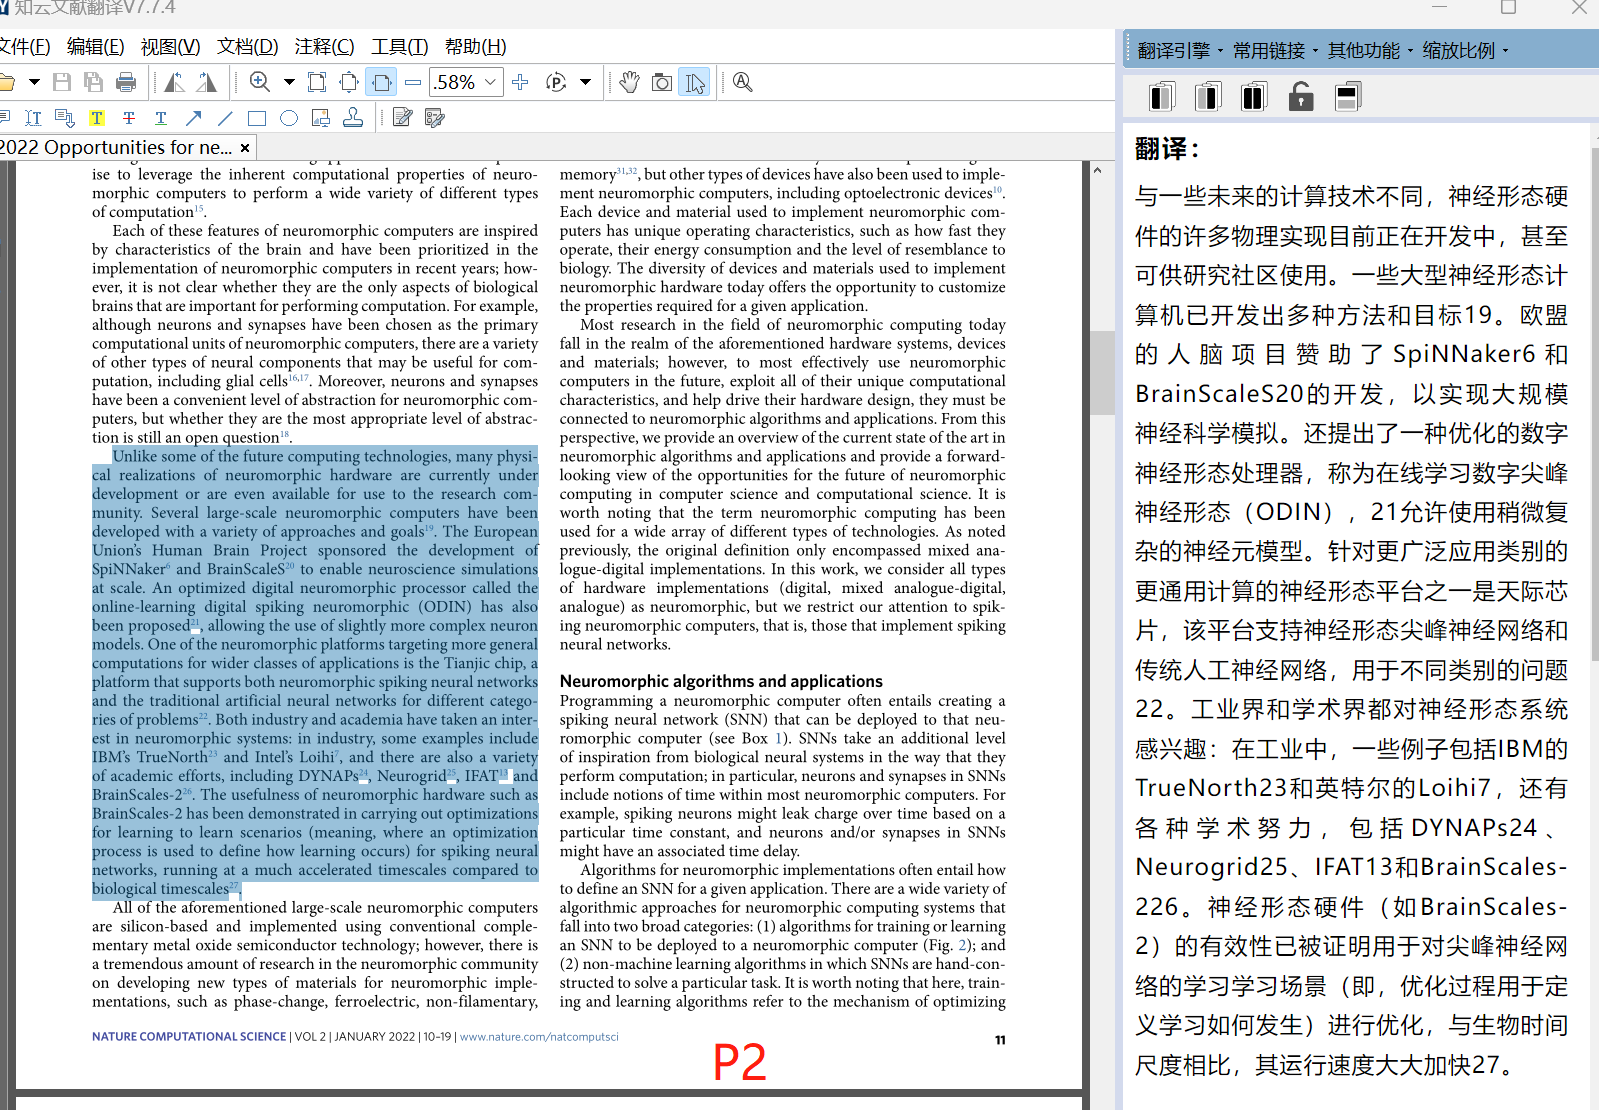 知云文献翻译V7.7.4
文件(F) 编辑(E) 视图(V) 文档(D) 注释(C) 工具(T) 帮助(H)
.58%
2022 Opportunities for ne... ×
ise to leverage the inherent computational properties of neuro-
morphic computers to perform a wide variety of different types
of computation15.
Each of these features of neuromorphic computers are inspired
by characteristics of the brain and have been prioritized in the
implementation of neuromorphic computers in recent years; how-
ever, it is not clear whether they are the only aspects of biological
brains that are important for performing computation. For example,
although neurons and synapses have been chosen as the primary
computational units of neuromorphic computers, there are a variety
of other types of neural components that may be useful for com-
putation, including glial cells16,17. Moreover, neurons and synapses
have been a convenient level of abstraction for neuromorphic com-
puters, but whether they are the most appropriate level of abstrac-
tion is still an open question18.
Unlike some of the future computing technologies, many physi-
cal realizations of neuromorphic hardware are currently under
development or are even available for use to the research com-
munity. Several large-scale neuromorphic computers have been
developed with a variety of approaches and goals19. The European
Union's Human Brain Project sponsored the development of
SpiNNaker6 and BrainScaleS20 to enable neuroscience simulations
at scale. An optimized digital neuromorphic processor called the
online-learning digital spiking neuromorphic (ODIN) has also
been proposed21, allowing the use of slightly more complex neuron
models. One of the neuromorphic platforms targeting more general
computations for wider classes of applications is the Tianjic chip, a
platform that supports both neuromorphic spiking neural networks
and the traditional artificial neural networks for different catego-
ries of problems22. Both industry and academia have taken an inter-
est in neuromorphic systems: in industry, some examples include
IBM's TrueNorth23 and Intel's Loihi7, and there are also a variety
of academic efforts, including DYNAPs24, Neurogrid25, IFAT13 and
BrainScales-226. The usefulness of neuromorphic hardware such as
BrainScales-2 has been demonstrated in carrying out optimizations
for learning to learn scenarios (meaning, where an optimization
process is used to define how learning occurs) for spiking neural
networks, running at a much accelerated timescales compared to
biological timescales27.
All of the aforementioned large-scale neuromorphic computers
are silicon-based and implemented using conventional comple-
mentary metal oxide semiconductor technology; however, there is
a tremendous amount of research in the neuromorphic community
on developing new types of materials for neuromorphic imple-
mentations, such as phase-change, ferroelectric, non-filamentary,
memory31,32, but other types of devices have also been used to imple-
ment neuromorphic computers, including optoelectronic devices10.
Each device and material used to implement neuromorphic com-
puters has unique operating characteristics, such as how fast they
operate, their energy consumption and the level of resemblance to
biology. The diversity of devices and materials used to implement
neuromorphic hardware today offers the opportunity to customize
the properties required for a given application.
Most research in the field of neuromorphic computing today
fall in the realm of the aforementioned hardware systems, devices
and materials; however, to most effectively use neuromorphic
computers in the future, exploit all of their unique computational
characteristics, and help drive their hardware design, they must be
connected to neuromorphic algorithms and applications. From this
perspective, we provide an overview of the current state of the art in
neuromorphic algorithms and applications and provide a forward-
looking view of the opportunities for the future of neuromorphic
computing in computer science and computational science. It is
worth noting that the term neuromorphic computing has been
used for a wide array of different types of technologies. As noted
previously, the original definition only encompassed mixed ana-
logue-digital implementations. In this work, we consider all types
of hardware implementations (digital, mixed analogue-digital,
analogue) as neuromorphic, but we restrict our attention to spik-
ing neuromorphic computers, that is, those that implement spiking
neural networks.
Neuromorphic algorithms and applications
Programming a neuromorphic computer often entails creating a
spiking neural network (SNN) that can be deployed to that neu-
romorphic computer (see Box 1). SNNs take an additional level
of inspiration from biological neural systems in the way that they
perform computation; in particular, neurons and synapses in SNNs
include notions of time within most neuromorphic computers. For
example, spiking neurons might leak charge over time based on a
particular time constant, and neurons and/or synapses in SNNs
might have an associated time delay.
Algorithms for neuromorphic implementations often entail how
to define an SNN for a given application. There are a wide variety of
algorithmic approaches for neuromorphic computing systems that
fall into two broad categories: (1) algorithms for training or learning
an SNN to be deployed to a neuromorphic computer (Fig. 2); and
(2) non-machine learning algorithms in which SNNs are hand-con-
structed to solve a particular task. It is worth noting that here, train-
ing and learning algorithms refer to the mechanism of optimizing
NATURE COMPUTATIONAL SCIENCE | VOL 2 | JANUARY 2022 | 10–19 | www.nature.com/natcomputsci
11
P2
翻译引擎 常用链接 其他功能 缩放比例
翻译：
与一些未来的计算技术不同，神经形态硬
件的许多物理实现目前正在开发中，甚至
可供研究社区使用。一些大型神经形态计
算机已开发出多种方法和目标19。欧盟
的人脑项目赞助了SpiNNaker6和
BrainScaleS20的开发，以实现大规模
神经科学模拟。还提出了一种优化的数字
神经形态处理器，称为在线学习数字尖峰
神经形态（ODIN），21允许使用稍微复
杂的神经元模型。针对更广泛应用类别的
更通用计算的神经形态平台之一是天际芯
片，该平台支持神经形态尖峰神经网络和
传统人工神经网络，用于不同类别的问题
22。工业界和学术界都对神经形态系统
感兴趣：在工业中，一些例子包括IBM的
TrueNorth23和英特尔的Loihi7，还有
各种学术努力，包括DYNAPs24、
Neurogrid25、IFAT13和BrainScales-
226。神经形态硬件（如BrainScales-
2）的有效性已被证明用于对尖峰神经网
络的学习学习场景（即，优化过程用于定
义学习如何发生）进行优化，与生物时间
尺度相比，其运行速度大大加快27。